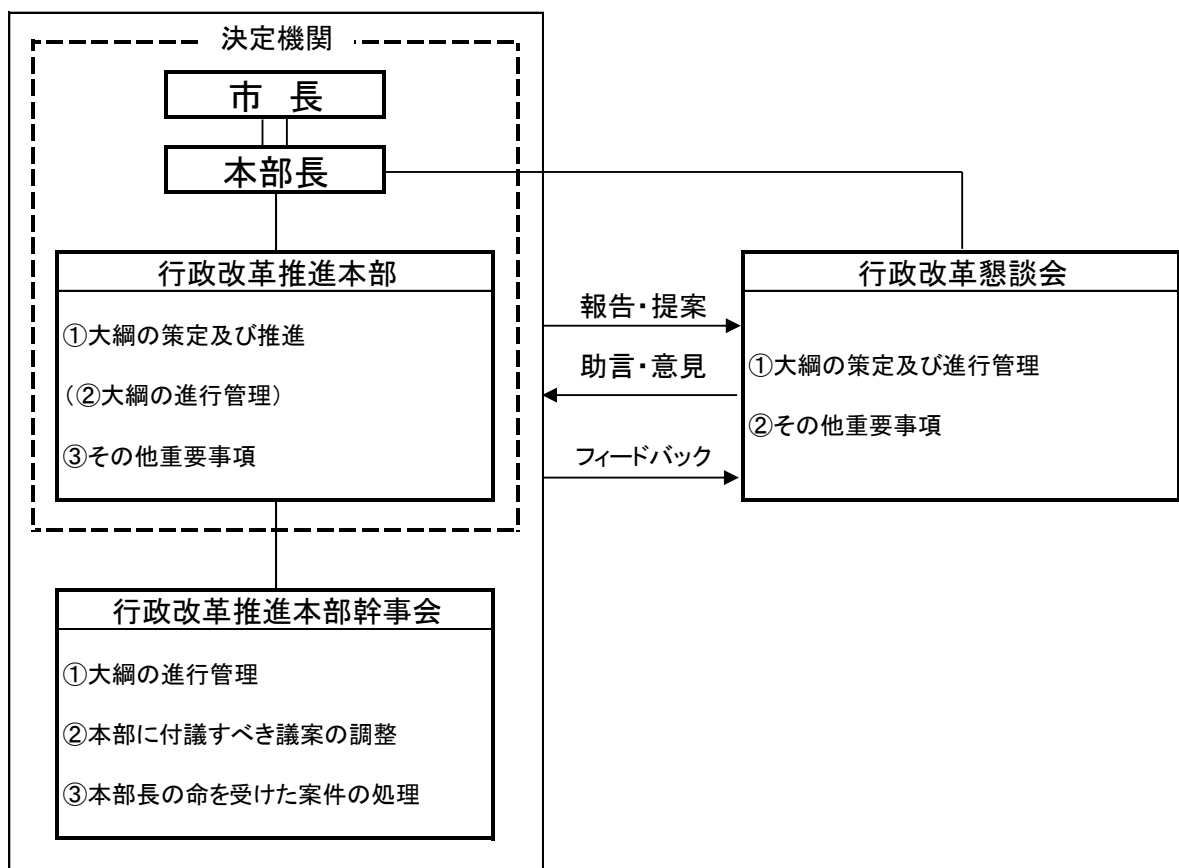 決定機関
市 長
本部長
行政改革推進本部
①大綱の策定及び推進
(②大綱の進行管理)
③その他重要事項
報告・提案
助言・意見
フィードバック
行政改革懇談会
①大綱の策定及び進行管理
②その他重要事項
行政改革推進本部幹事会
①大綱の進行管理
②本部に付議すべき議案の調整
③本部長の命を受けた案件の処理